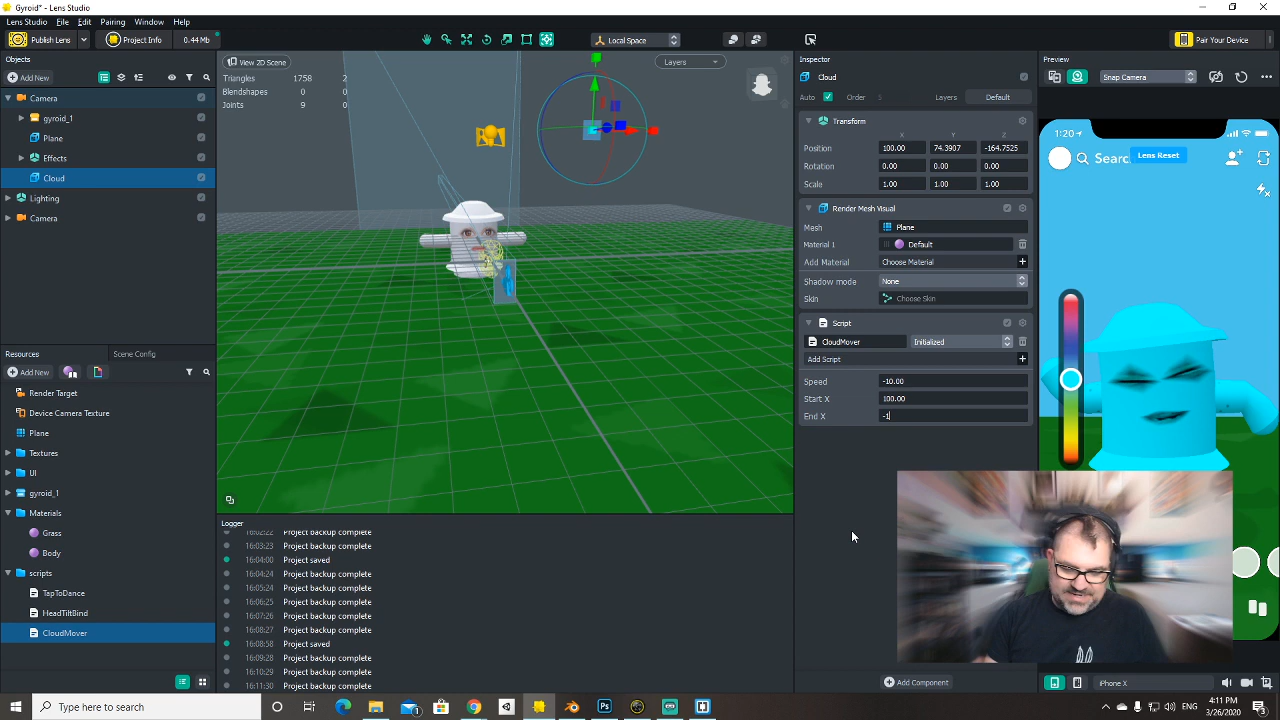 Gyroid* - Lens Studio
Lens Studio File Edit Pairing Window Help
Publish Lens Project Info 0.44 Mb Local Space Pair Your Device
Objects
Add New
Camera
gyroid_1
Plane
Effects
Cloud
Lighting
Camera
Resources Scene Config
Add New
Render Target
Device Camera Texture
Plane
Textures
UI
gyroid_1
Materials
Grass
Body
scripts
TapToDance
HeadTiltBind
CloudMover
View 2D Scene Layers
Triangles 1758 2
Blendshapes 0 0
Joints 9 0
Logger
16:02:22 Project backup complete
16:03:23 Project backup complete
16:04:00 Project saved
16:04:24 Project backup complete
16:05:24 Project backup complete
16:06:25 Project backup complete
16:07:26 Project backup complete
16:08:27 Project backup complete
16:08:58 Project saved
16:09:28 Project backup complete
16:10:29 Project backup complete
16:11:30 Project backup complete
Inspector
Cloud
Auto Order Layers Default
Transform
X Y Z
Position 100.00 74.3907 -164.7525
Rotation 0.00 0.00 0.00
Scale 1.00 1.00 1.00
Render Mesh Visual
Mesh Plane
Material 1 Default
Add Material Choose Material
Shadow mode None
Skin Choose Skin
Script
CloudMover Initialized
Add Script
Speed -10.00
Start X 100.00
End X -1
Add Component
Preview
Snap Camera
1:20
Searc Lens Reset
iPhone X
Type here to search
ENG 4:11 PM
3/26/2020